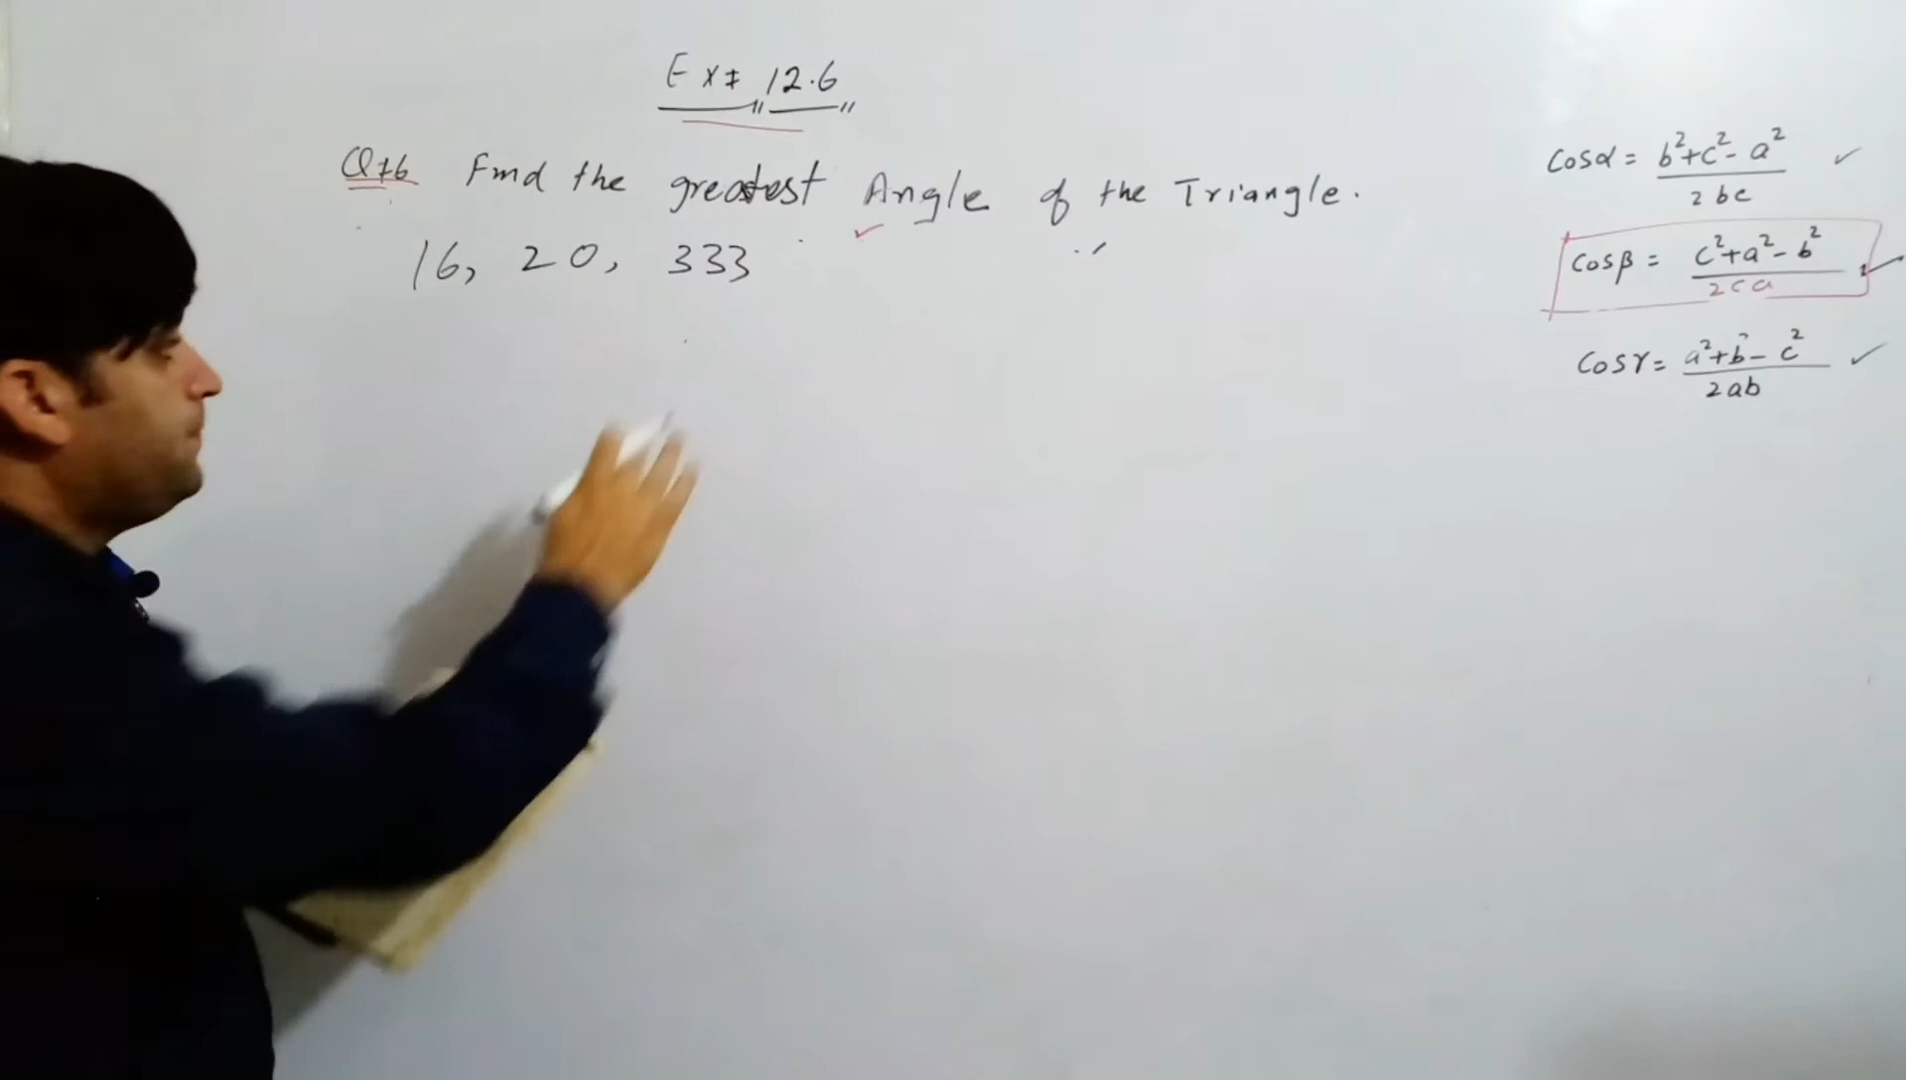 Ex# 12.6
Q#6 Find the greatest Angle of the Triangle.
16, 20, 333
Cosα = b²+c²-a² / 2bc
Cosβ = c²+a²-b² / 2ca
Cosγ = a²+b²-c² / 2ab